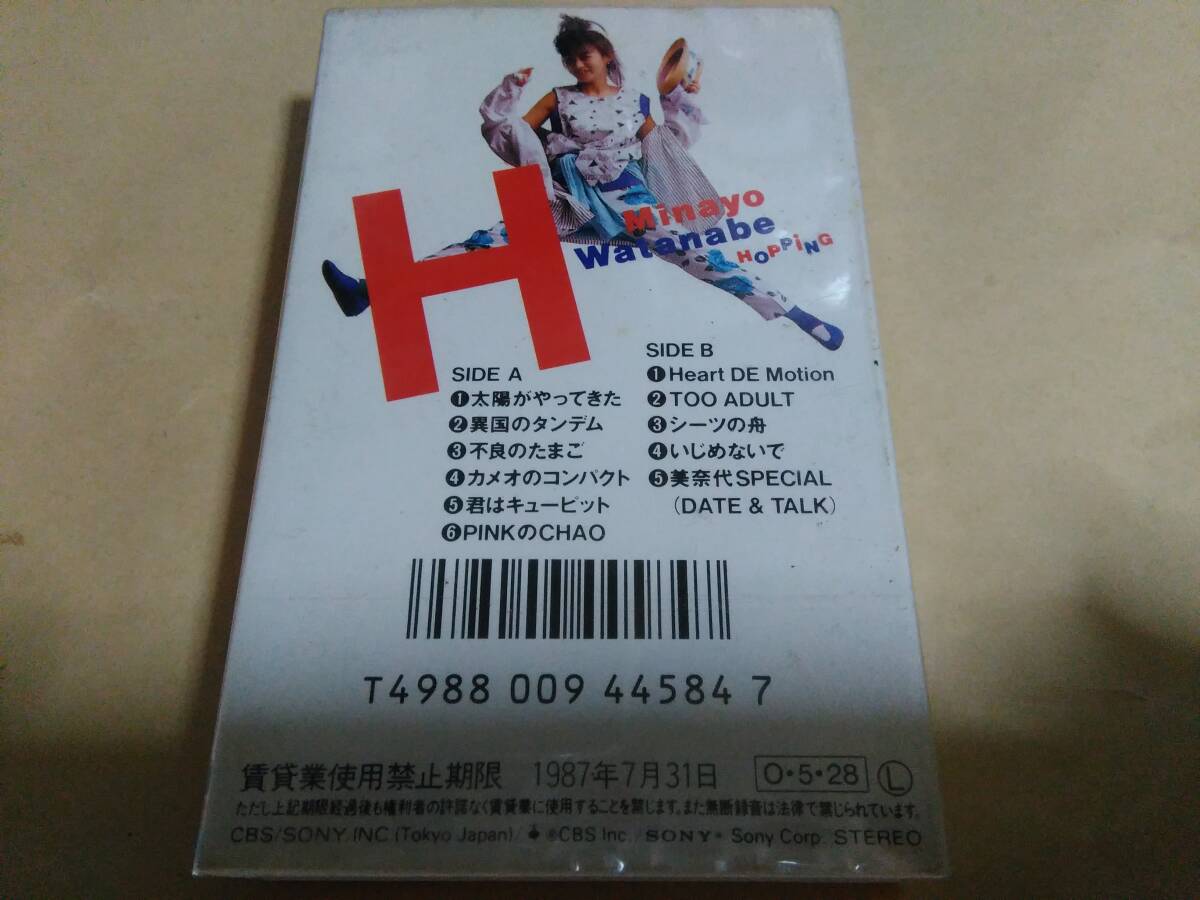 H
Minayo
Watanabe
HOPPiNG
SIDE A
❶太陽がやってきた
❷異国のタンデム
❸不良のたまご
❹カメオのコンパクト
❺君はキューピット
❻PINKのCHAO
SIDE B
❶Heart DE Motion
❷TOO ADULT
❸シーツの舟
❹いじめないで
❺美奈代SPECIAL
(DATE & TALK)
T4988 009 44584 7
賃貸業使用禁止期限 1987年7月31日 O・5・28 Ⓛ
ただし上記期限経過後も権利者の許諾なく賃貸業に使用することを禁じます。また無断録音は法律で禁じられています。
CBS/SONY INC (Tokyo Japan)/ ®CBS Inc./SONY® Sony Corp. STEREO